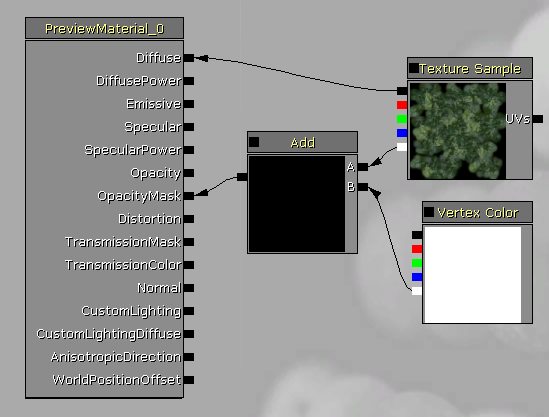 PreviewMaterial_0
Diffuse
DiffusePower
Emissive
Specular
SpecularPower
Opacity
OpacityMask
Distortion
TransmissionMask
TransmissionColor
Normal
CustomLighting
CustomLightingDiffuse
AnisotropicDirection
WorldPositionOffset
Add
A
B
Texture Sample
UVs
Vertex Color